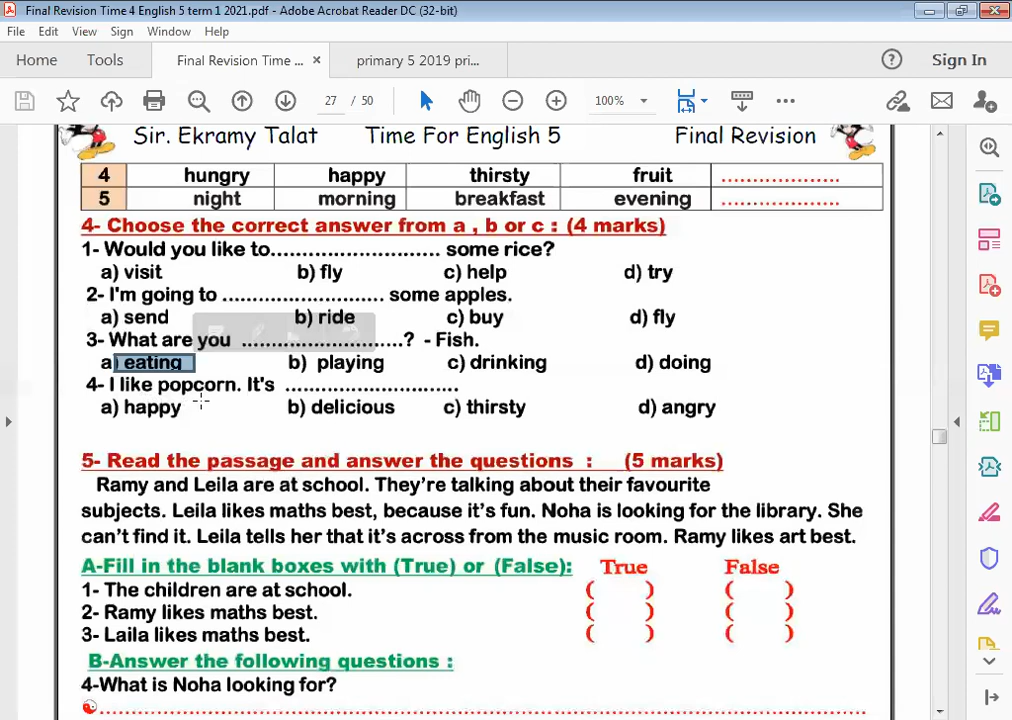 Final Revision Time 4 English 5 term 1 2021.pdf - Adobe Acrobat Reader DC (32-bit)
File Edit View Sign Window Help
Home Tools Final Revision Time ... × primary 5 2019 pri... ? Sign In
27 / 50 100%
Sir. Ekramy Talat Time For English 5 Final Revision
4 hungry happy thirsty fruit ...................
5 night morning breakfast evening ...................
4- Choose the correct answer from a , b or c : (4 marks)
1- Would you like to........................... some rice?
a) visit b) fly c) help d) try
2- I'm going to ........................... some apples.
a) send b) ride c) buy d) fly
3- What are you ...........................? - Fish.
a) eating b) playing c) drinking d) doing
4- I like popcorn. It's .............................
a) happy b) delicious c) thirsty d) angry
5- Read the passage and answer the questions : (5 marks)
Ramy and Leila are at school. They're talking about their favourite
subjects. Leila likes maths best, because it's fun. Noha is looking for the library. She
can't find it. Leila tells her that it's across from the music room. Ramy likes art best.
A-Fill in the blank boxes with (True) or (False): True False
1- The children are at school. ( ) ( )
2- Ramy likes maths best. ( ) ( )
3- Laila likes maths best. ( ) ( )
B-Answer the following questions :
4-What is Noha looking for?
................................................................................